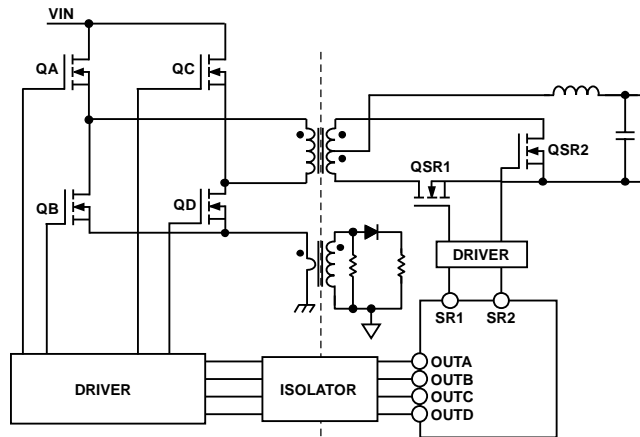 VIN
QA
QC
QSR1
QSR2
QB
QD
DRIVER
SR1
SR2
DRIVER
ISOLATOR
OUTA
OUTB
OUTC
OUTD